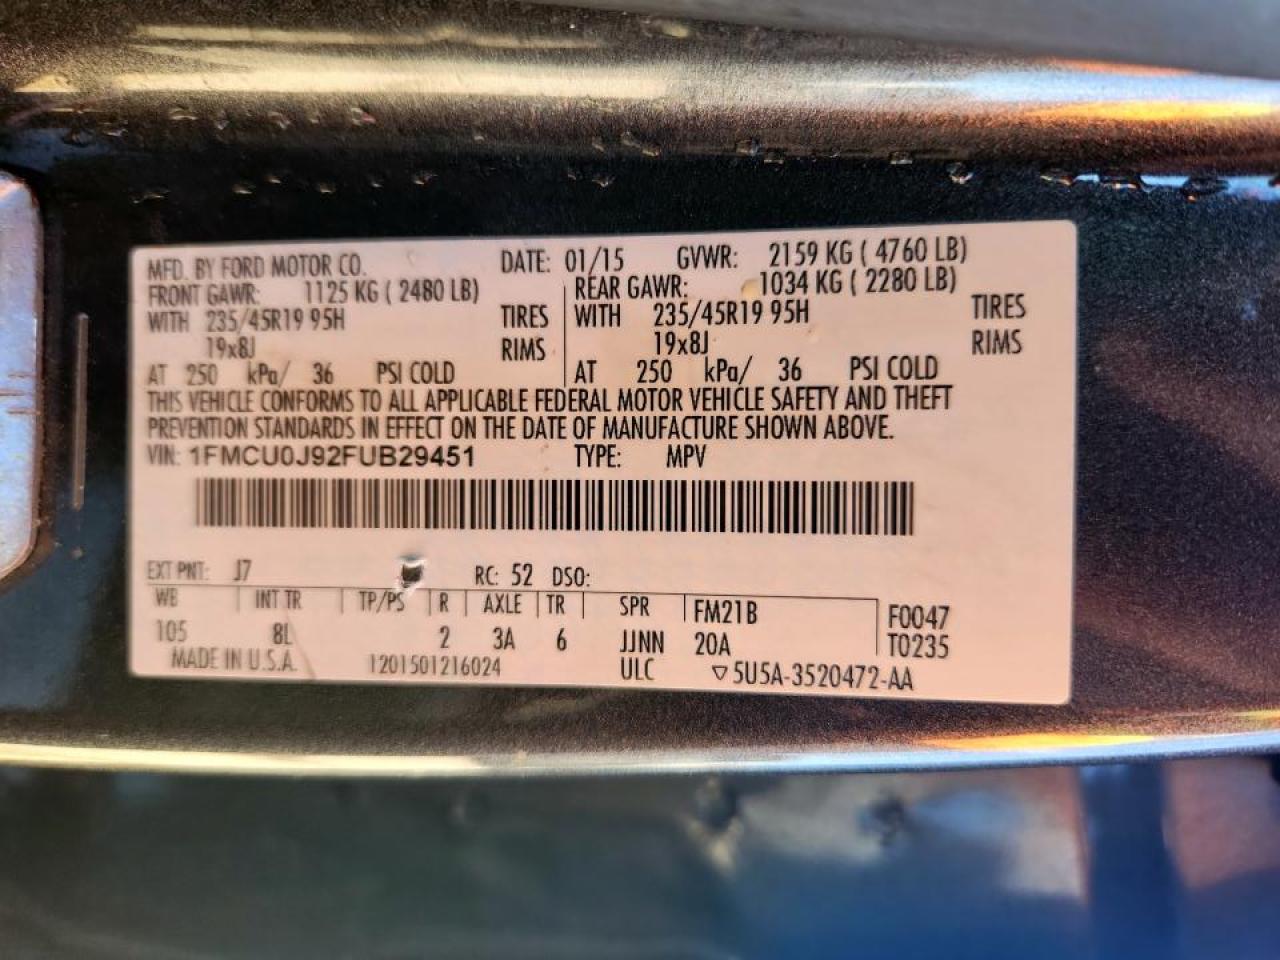 MFD. BY FORD MOTOR CO. DATE: 01/15 GVWR: 2159 KG ( 4760 LB)
FRONT GAWR: 1125 KG ( 2480 LB) REAR GAWR: 1034 KG ( 2280 LB)
WITH 235/45R19 95H TIRES WITH 235/45R19 95H TIRES
19x8J RIMS 19x8J RIMS
AT 250 kPa/ 36 PSI COLD AT 250 kPa/ 36 PSI COLD
THIS VEHICLE CONFORMS TO ALL APPLICABLE FEDERAL MOTOR VEHICLE SAFETY AND THEFT
PREVENTION STANDARDS IN EFFECT ON THE DATE OF MANUFACTURE SHOWN ABOVE.
VIN: 1FMCU0J92FUB29451 TYPE: MPV
EXT PNT: J7 RC: 52 DSO:
WB INT TR TP/PS R AXLE TR SPR FM21B F0047
105 8L 2 3A 6 JJNN 20A T0235
MADE IN U.S.A. 1201501216024 ULC ▽5U5A-3520472-AA